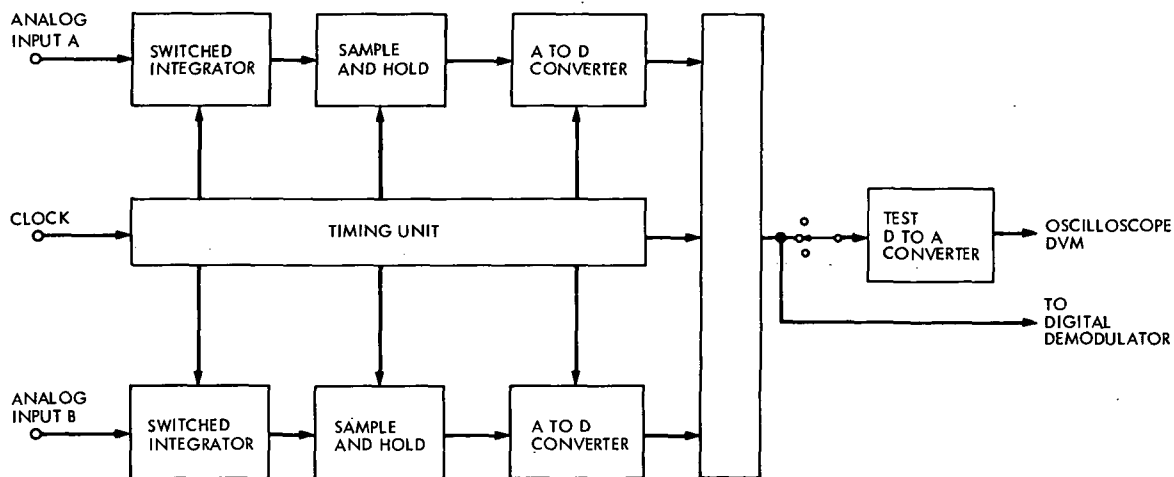 ANALOG
INPUT A
SWITCHED
INTEGRATOR
SAMPLE
AND HOLD
A TO D
CONVERTER
CLOCK
TIMING UNIT
TEST
D TO A
CONVERTER
OSCILLOSCOPE
DVM
TO
DIGITAL
DEMODULATOR
ANALOG
INPUT B
SWITCHED
INTEGRATOR
SAMPLE
AND HOLD
A TO D
CONVERTER